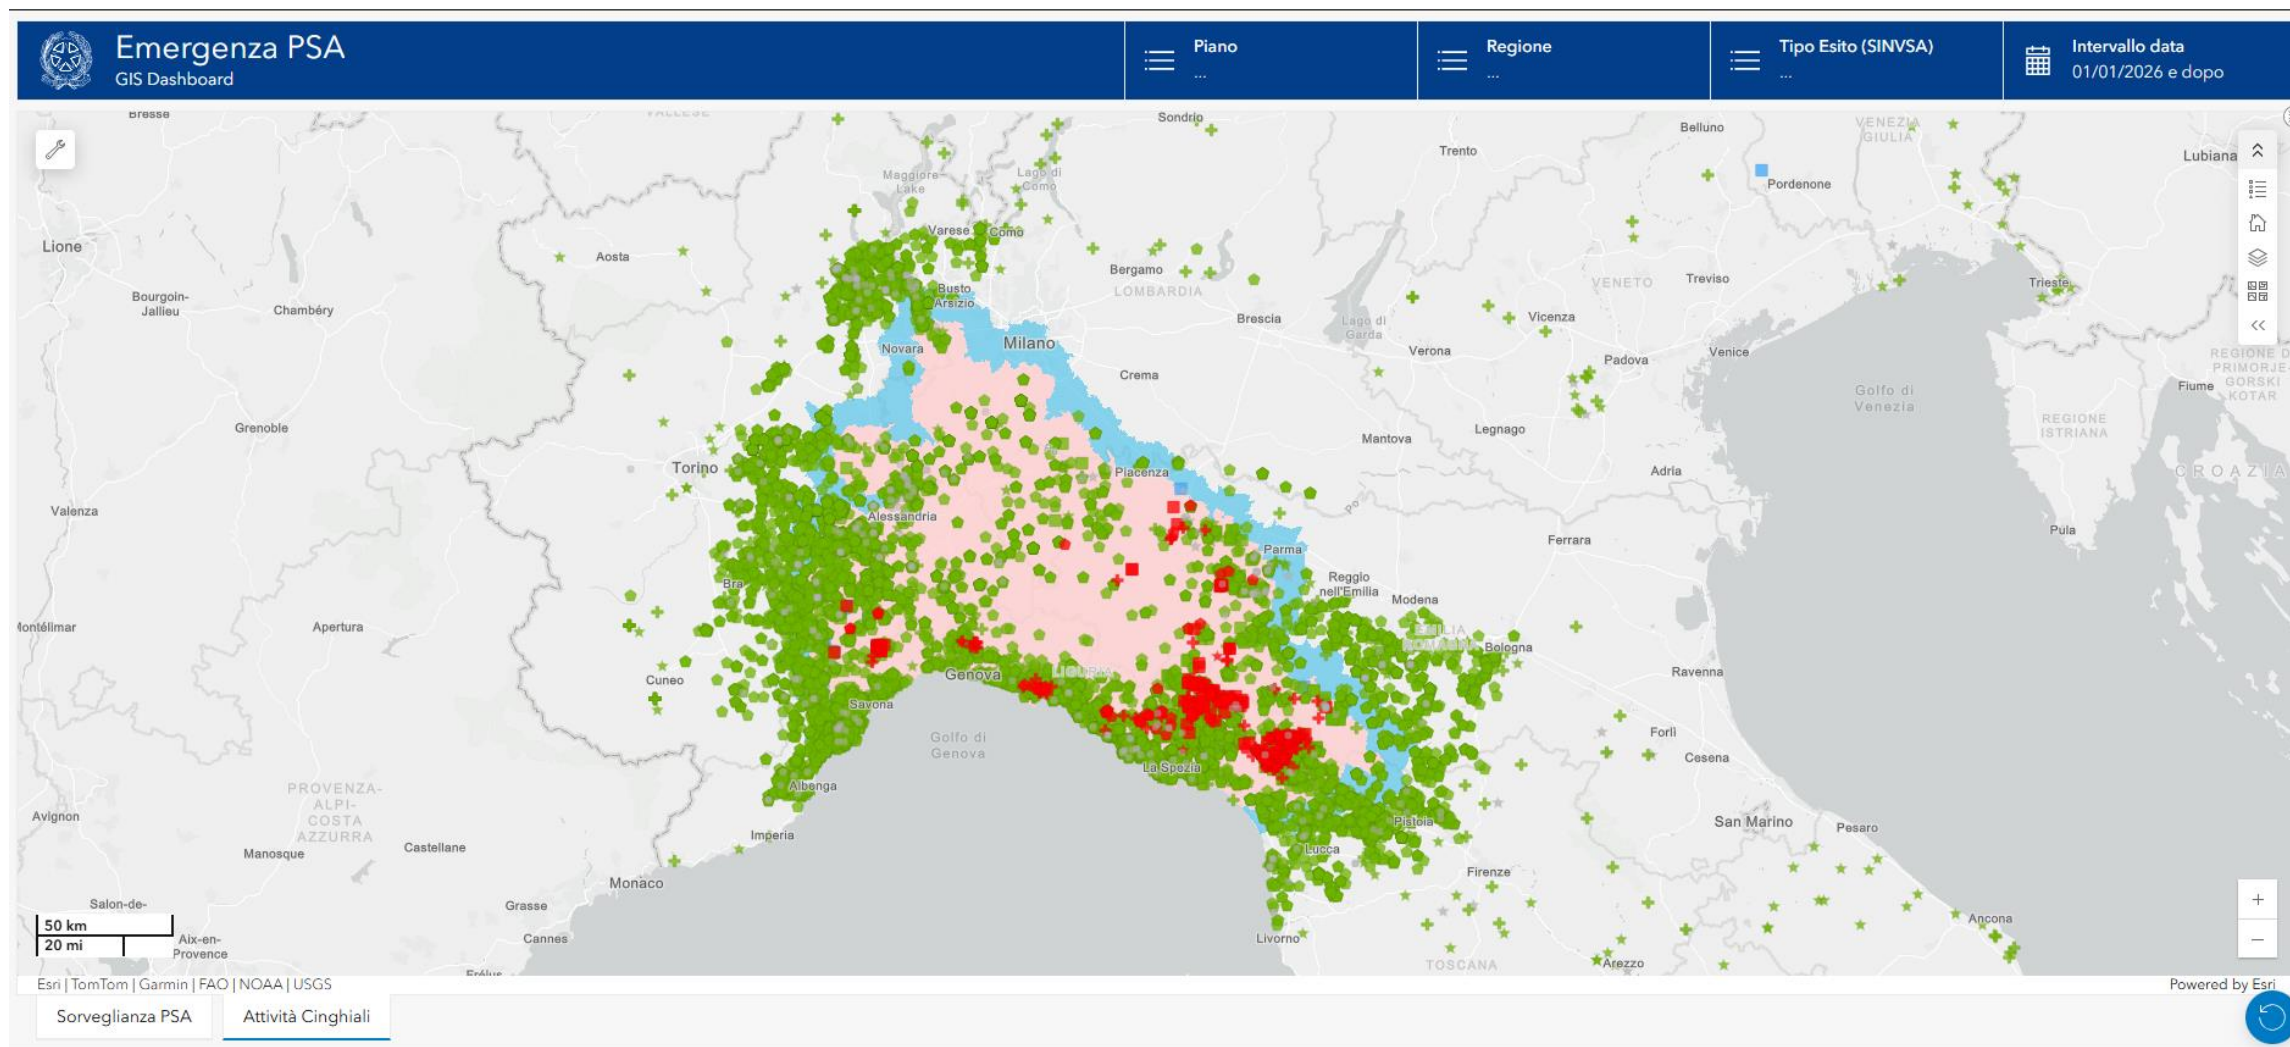 Emergenza PSA
GIS Dashboard
Piano
...
Regione
...
Tipo Esito (SINVSA)
...
Intervallo data
01/01/2026 e dopo
Bresse
VALLESE
Sondrio
Belluno
VENEZIA
GIULIA
Trento
Lubiana
Maggiore
Lake
Lago di
Como
Pordenone
Varese
Como
Lione
Aosta
Bergamo
LOMBARDIA
VENETO
Treviso
Trieste
Bourgoin-
Jallieu
Chambéry
Busto
Arsizio
Brescia
Lago di
Garda
Vicenza
Novara
Milano
Verona
Padova
Venice
REGIONE D
PRIMORJE-
GORSKI
KOTAR
Fiume
Crema
Golfo di
Venezia
Grenoble
Mantova
Legnago
REGIONE
ISTRIANA
Torino
Piacenza
Adria
CROAZIA
Valenza
Alessandria
Po
Pula
Ferrara
Parma
Bra
Reggio
nell'Emilia
Modena
Montélimar
Apertura
EMILIA
ROMAGNA
Bologna
Cuneo
Genova
LIGURIA
Ravenna
Savona
Golfo di
Genova
Forlì
Cesena
La Spezia
PROVENZA-
ALPI-
COSTA
AZZURRA
Albenga
Avignon
Imperia
Pistoia
San Marino
Pesaro
Manosque
Castellane
Lucca
Monaco
Firenze
Salon-de-
Grasse
50 km
20 mi
Aix-en-
Provence
Cannes
Livorno
Ancona
TOSCANA
Arezzo
Fréjus
Esri | TomTom | Garmin | FAO | NOAA | USGS
Powered by Esri
Sorveglianza PSA
Attività Cinghiali